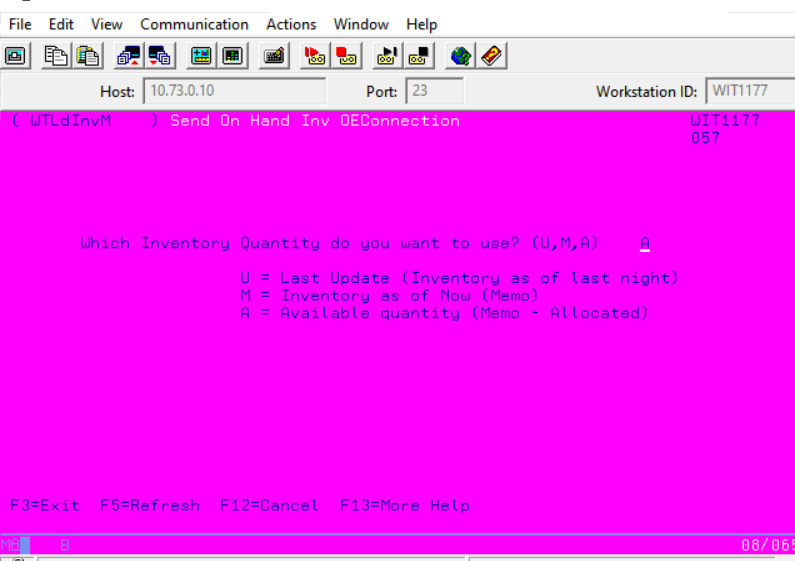 File Edit View Communication Actions Window Help
Host: 10.73.0.10 Port: 23 Workstation ID: WIT1177
( WTLdInvM ) Send On Hand Inv OEConnection WIT1177
057
Which Inventory Quantity do you want to use? (U,M,A) A
U = Last Update (Inventory as of last night)
M = Inventory as of Now (Memo)
A = Available quantity (Memo - Allocated)
F3=Exit F5=Refresh F12=Cancel F13=More Help
MA B 08/065